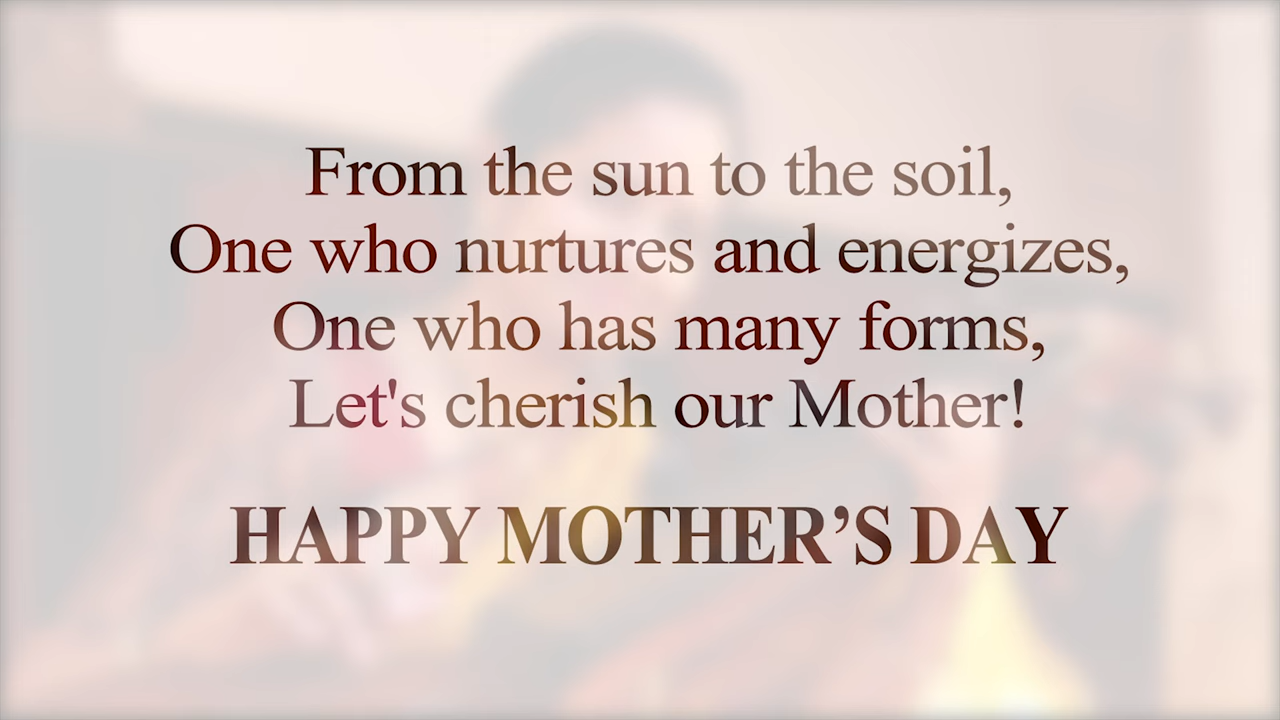 From the sun to the soil,
One who nurtures and energizes,
One who has many forms,
Let's cherish our Mother!
HAPPY MOTHER’S DAY